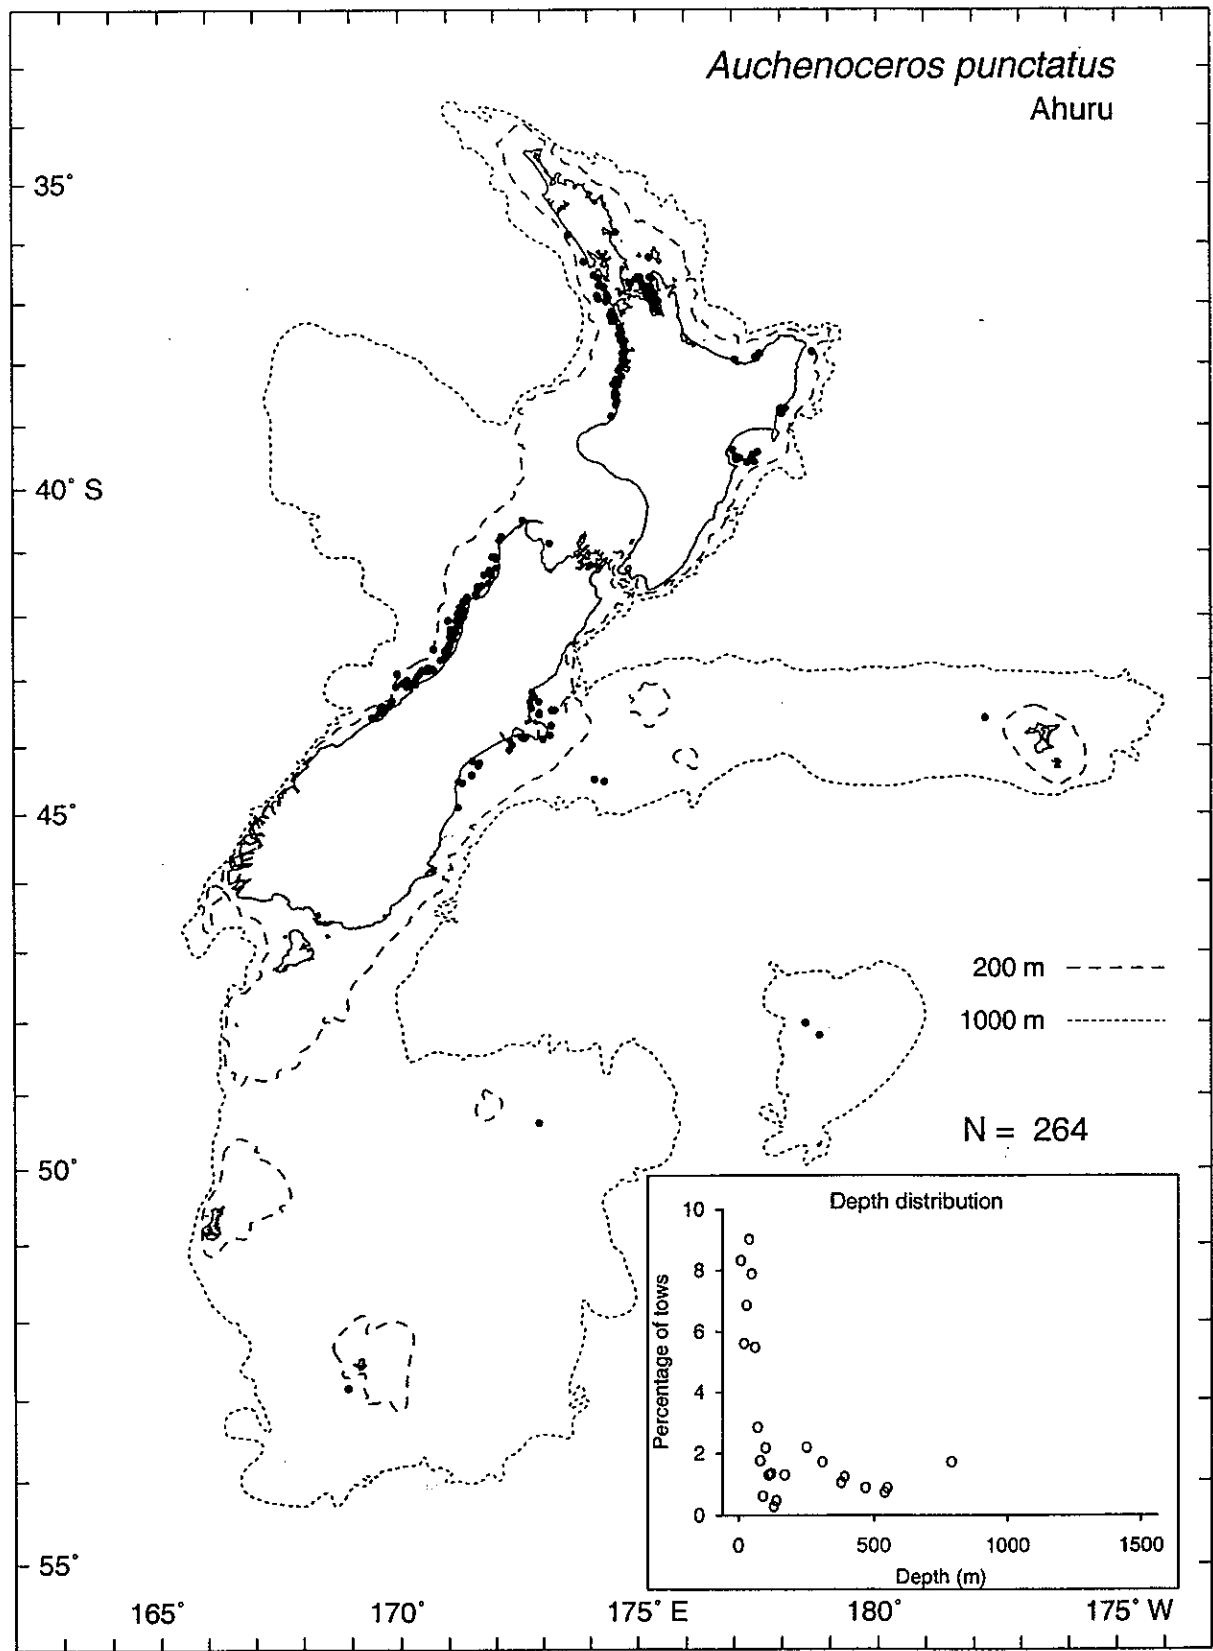 Auchenoceros punctatus
Ahuru
35°
40° S
45°
50°
55°
200 m
1000 m
N = 264
Depth distribution
10
8
6
4
2
0
Percentage of tows
0 500 1000 1500
Depth (m)
165° 170° 175° E 180° 175° W